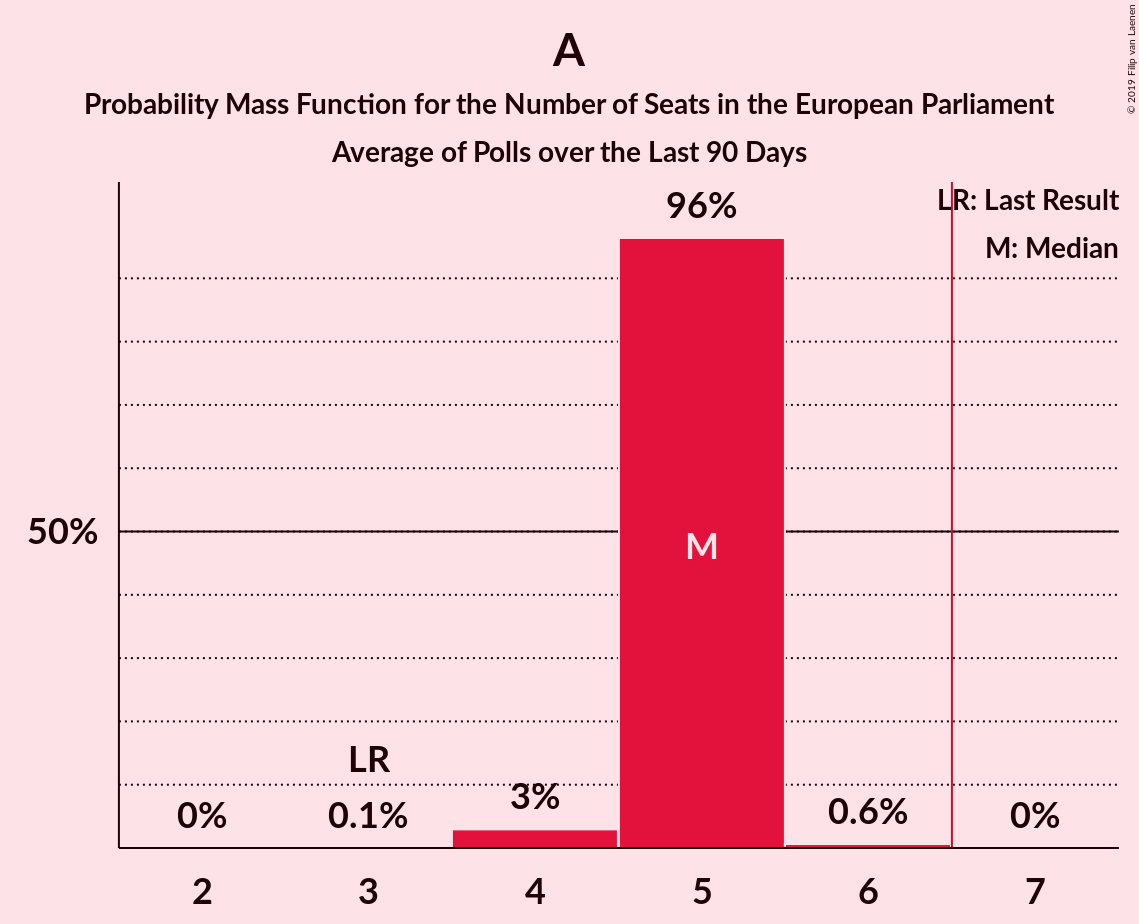 A
Probability Mass Function for the Number of Seats in the European Parliament
Average of Polls over the Last 90 Days
© 2019 Filip van Laenen
LR: Last Result
M: Median
96%
50%
M
LR
0%
0.1%
3%
0.6%
0%
2
3
4
5
6
7